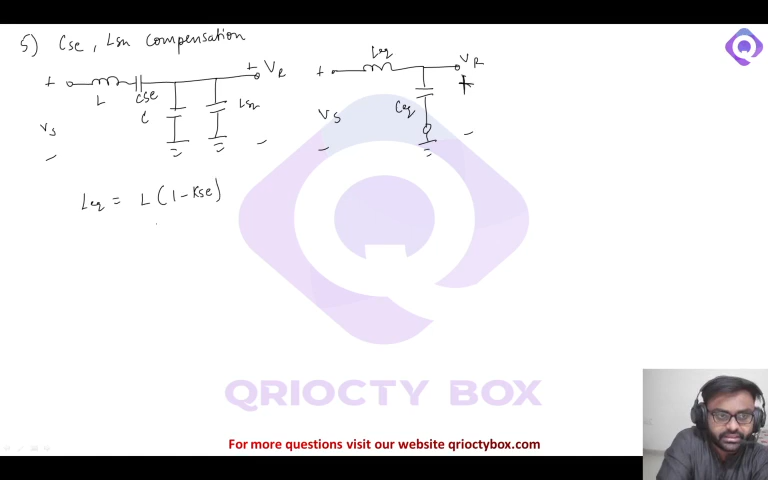 5) Cse, Lsh Compensation
+ L Cse + VR
C Lsh
Vs
- -
+ Leq VR
+
Vs Ceq
- -
Leq = L (1 - Kse)
QRIOCTY BOX
For more questions visit our website qrioctybox.com